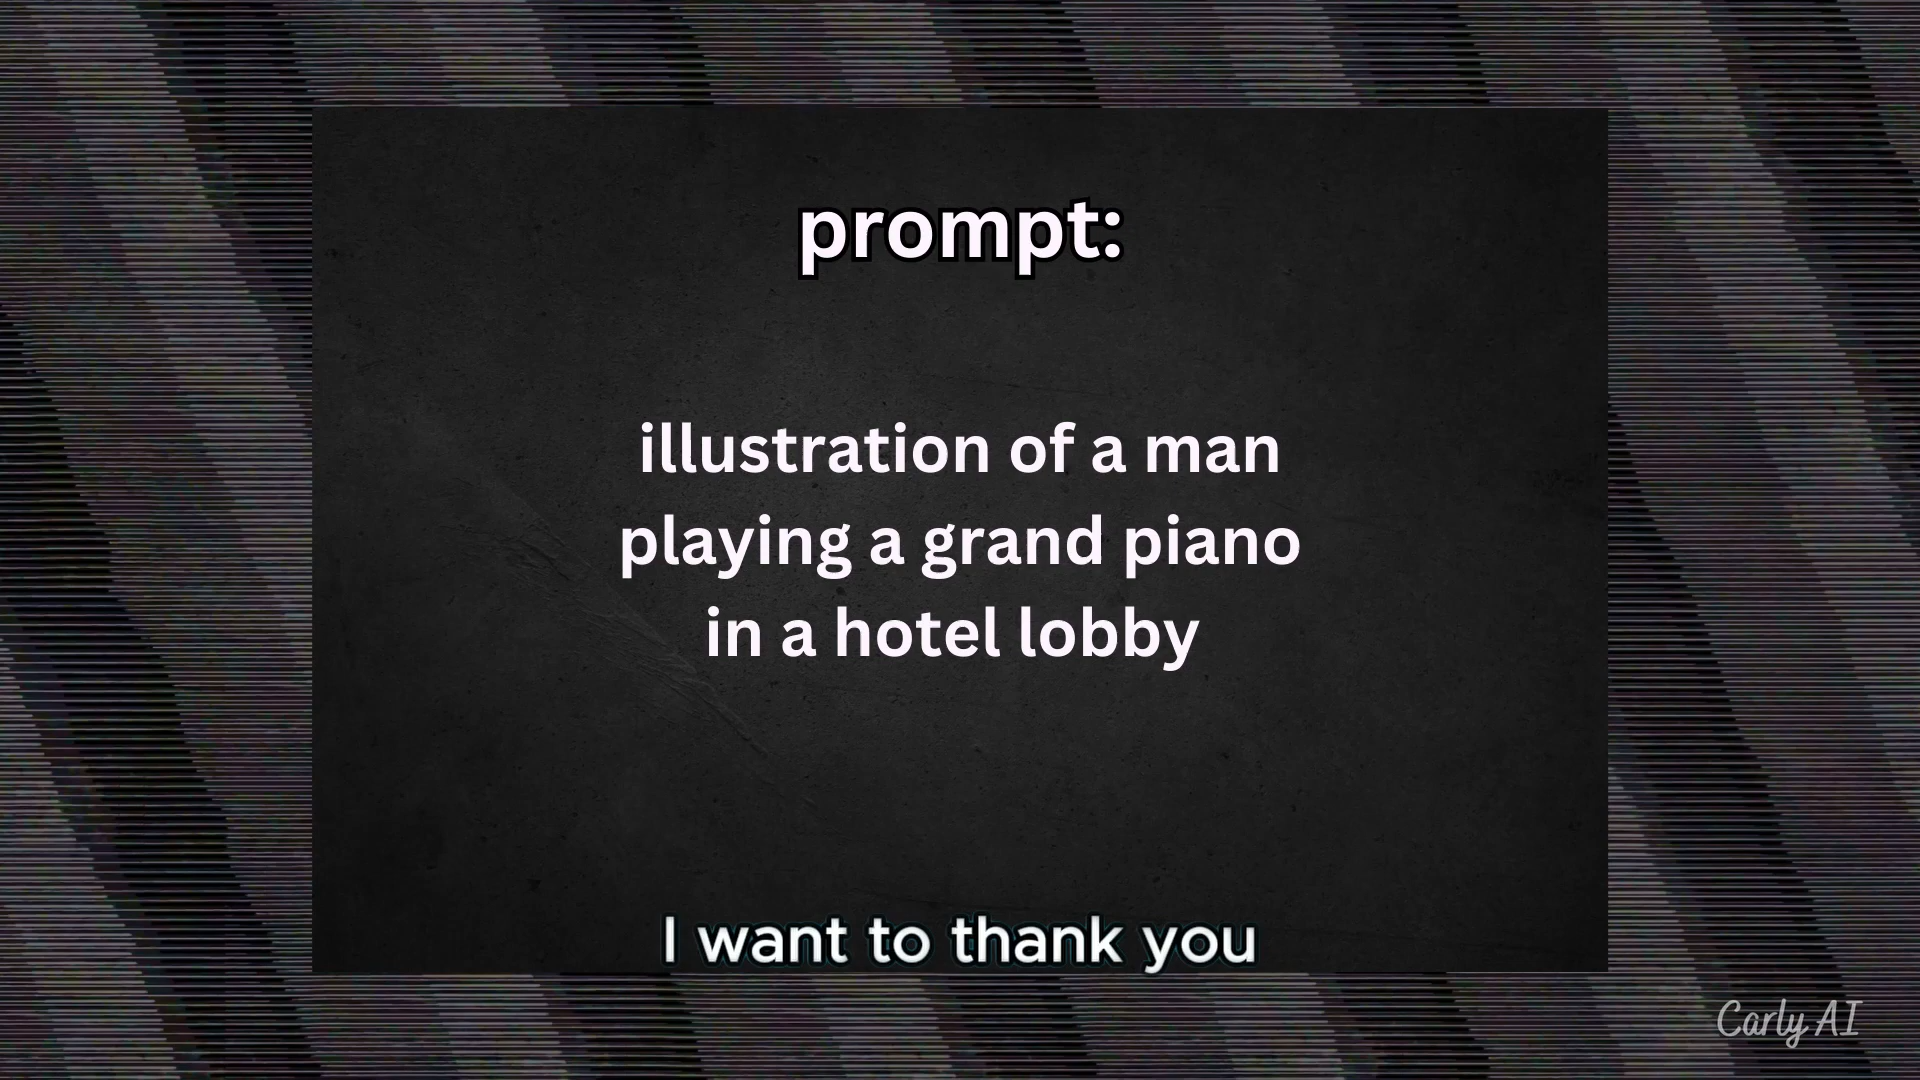 prompt:
illustration of a man
playing a grand piano
in a hotel lobby
I want to thank you
Carly AI